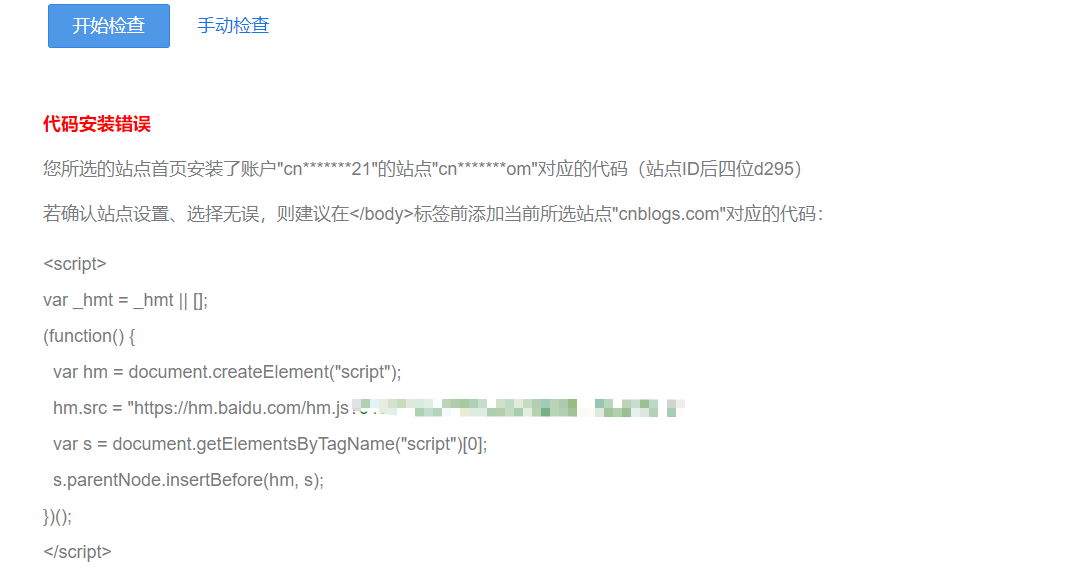 开始检查 手动检查
代码安装错误
您所选的站点首页安装了账户"cn*******21"的站点"cn*******om"对应的代码（站点ID后四位d295）
若确认站点设置、选择无误，则建议在</body>标签前添加当前所选站点"cnblogs.com"对应的代码：
<script>
var _hmt = _hmt || [];
(function() {
var hm = document.createElement("script");
hm.src = "https://hm.baidu.com/hm.js
var s = document.getElementsByTagName("script")[0];
s.parentNode.insertBefore(hm, s);
})();
</script>